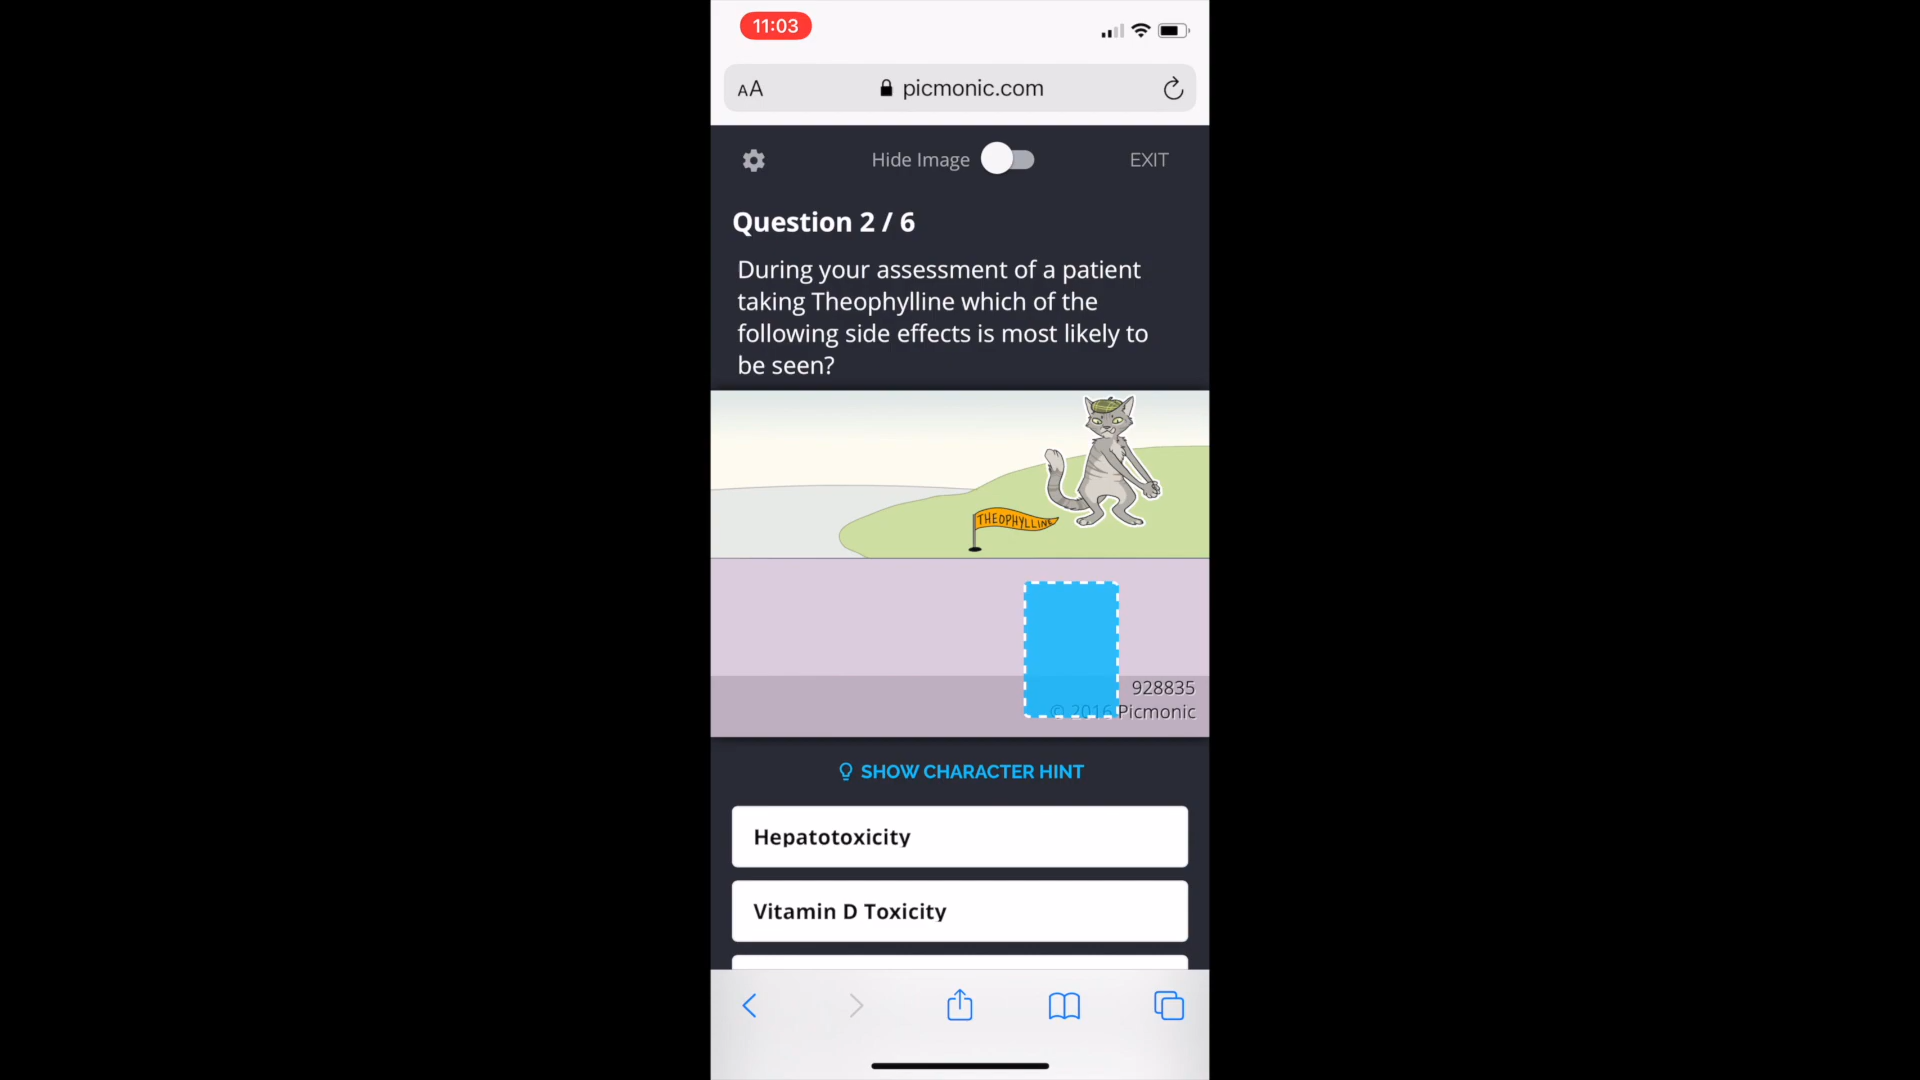 11:03
AA picmonic.com
Hide Image EXIT
Question 2 / 6
During your assessment of a patient
taking Theophylline which of the
following side effects is most likely to
be seen?
THEOPHYLLINE
928835
© 2016 Picmonic
SHOW CHARACTER HINT
Hepatotoxicity
Vitamin D Toxicity